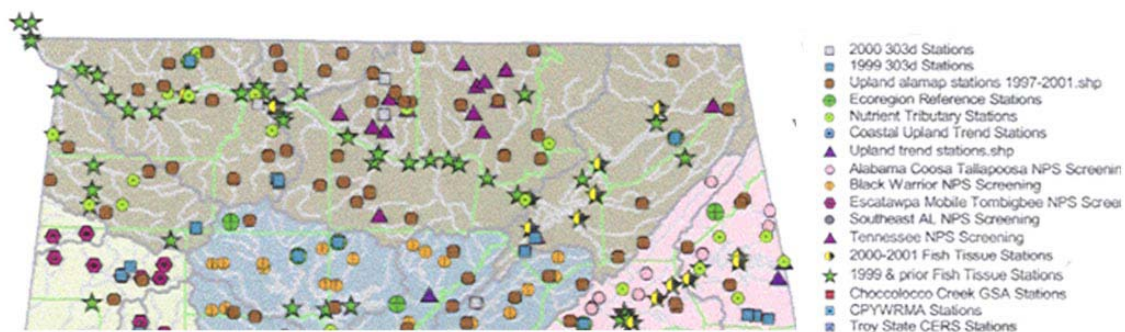 2000 303d Stations
1999 303d Stations
Upland alamap stations 1997-2001.shp
Ecoregion Reference Stations
Nutrient Tributary Stations
Coastal Upland Trend Stations
Upland trend stations.shp
Alabama Coosa Tallapoosa NPS Screenin
Black Warrior NPS Screening
Escatawpa Mobile Tombigbee NPS Scree
Southeast AL NPS Screening
Tennessee NPS Screening
2000-2001 Fish Tissue Stations
1999 & prior Fish Tissue Stations
Choccolocco Creek GSA Stations
CPYWRMA Stations
Troy State CERS Stations